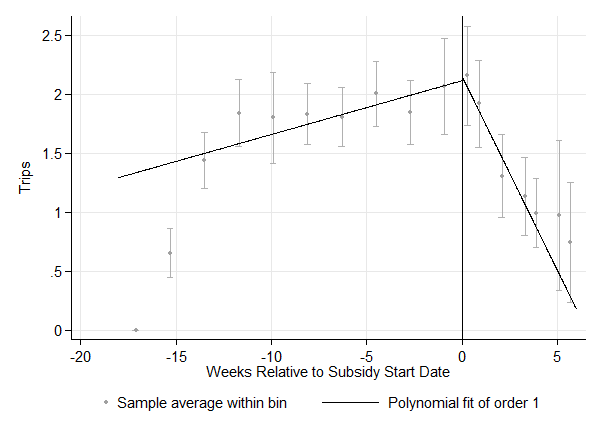 2.5
2
1.5
1
.5
0
Trips
-20 -15 -10 -5 0 5
Weeks Relative to Subsidy Start Date
Sample average within bin Polynomial fit of order 1